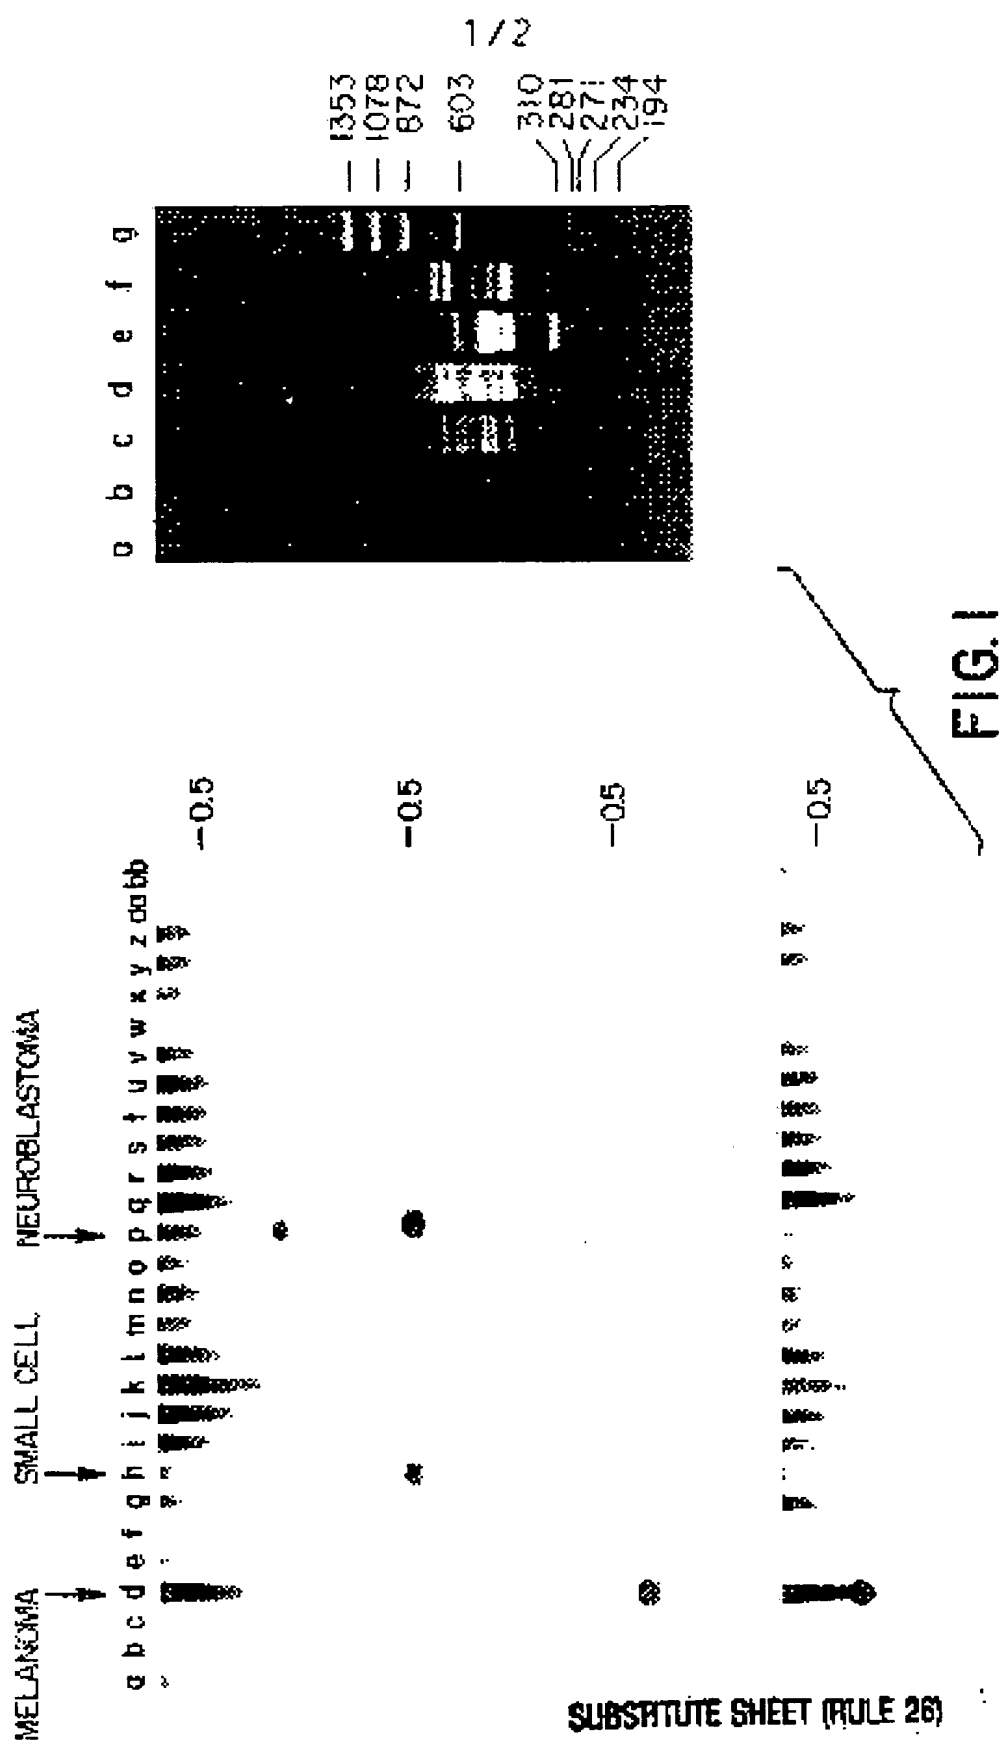 1/2
MELANOMA
SMALL CELL
NEUROBLASTOMA
a b c d e f g h i j k l m n o p q r s t u v w x y z aa bb
—0.5
—0.5
—0.5
—0.5
a b c d e f g
1353
1078
872
603
310
281
271
234
194
FIG. 1
SUBSTITUTE SHEET (RULE 26)